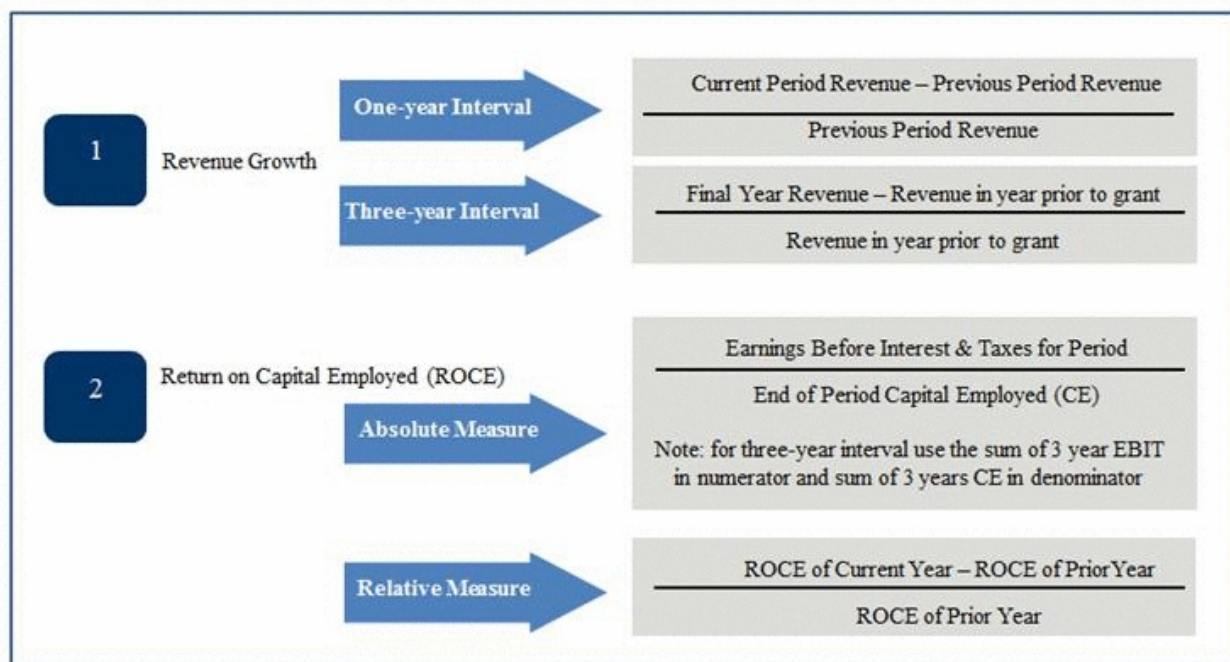 1
Revenue Growth
One-year Interval
Current Period Revenue – Previous Period Revenue
Previous Period Revenue
Three-year Interval
Final Year Revenue – Revenue in year prior to grant
Revenue in year prior to grant
2
Return on Capital Employed (ROCE)
Absolute Measure
Earnings Before Interest & Taxes for Period
End of Period Capital Employed (CE)
Note: for three-year interval use the sum of 3 year EBIT
in numerator and sum of 3 years CE in denominator
Relative Measure
ROCE of Current Year – ROCE of Prior Year
ROCE of Prior Year